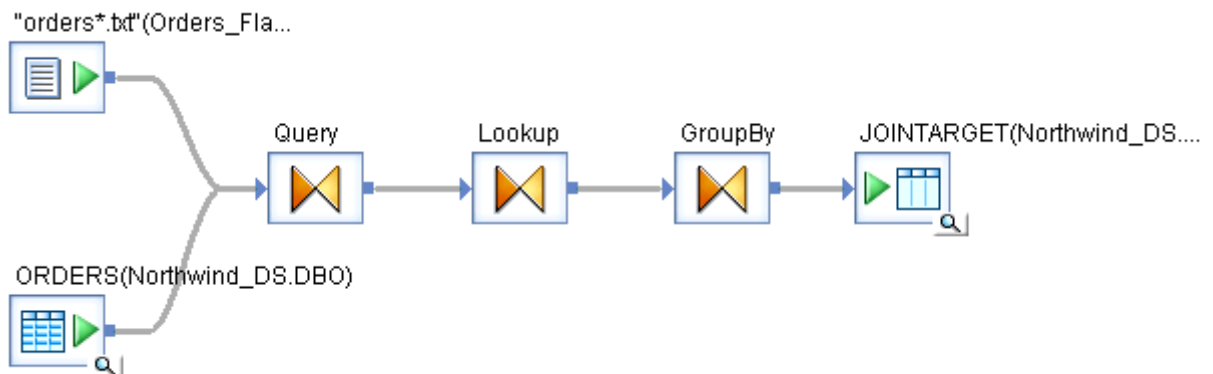 "orders*.txt"(Orders_Fla...
Query
Lookup
GroupBy
JOINTARGET(Northwind_DS....
ORDERS(Northwind_DS.DBO)